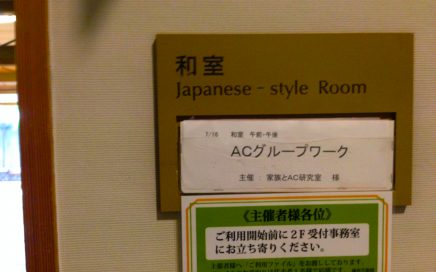 和室
Japanese - style Room
7/16 和室 午前・午後
ACグループワーク
主催 : 家族とAC研究室 様
《主催者様各位》
ご利用開始前に2F受付事務室
にお立ち寄りください。